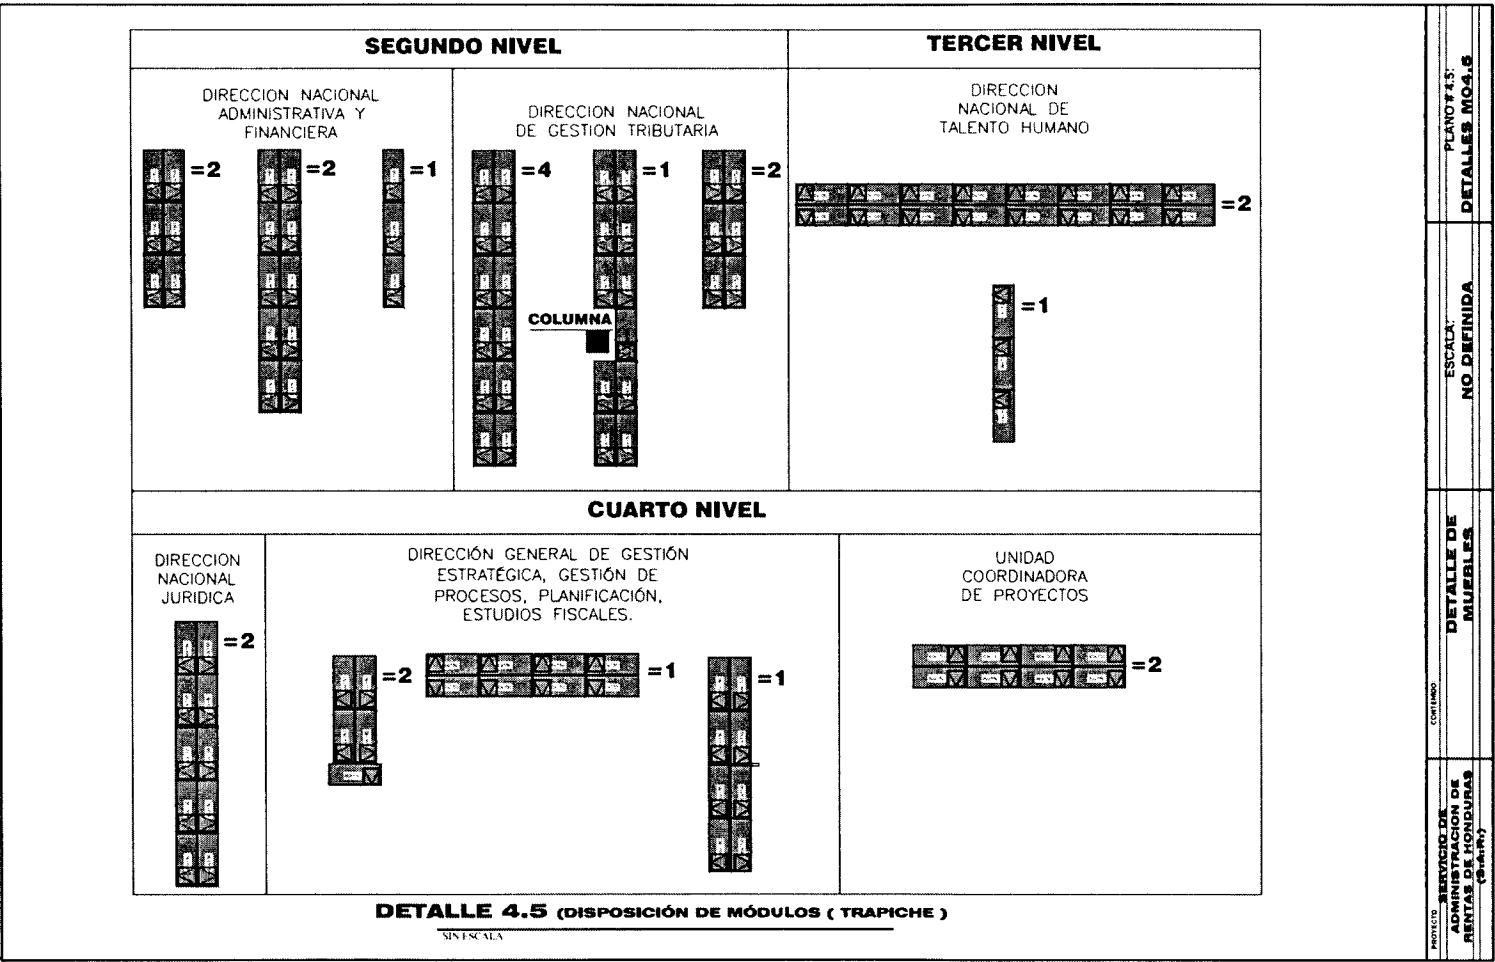 SEGUNDO NIVEL
TERCER NIVEL
DIRECCION NACIONAL
ADMINISTRATIVA Y
FINANCIERA
=2
=2
=1
DIRECCION NACIONAL
DE GESTION TRIBUTARIA
=4
=1
=2
COLUMNA
DIRECCION
NACIONAL DE
TALENTO HUMANO
=2
=1
CUARTO NIVEL
DIRECCION
NACIONAL
JURIDICA
=2
DIRECCIÓN GENERAL DE GESTIÓN
ESTRATÉGICA, GESTIÓN DE
PROCESOS, PLANIFICACIÓN,
ESTUDIOS FISCALES.
=2
=1
=1
UNIDAD
COORDINADORA
DE PROYECTOS
=2
DETALLE 4.5 (DISPOSICIÓN DE MÓDULOS ( TRAPICHE )
SIN ESCALA
PLANO # 4.5:
DETALLES MO4.5
ESCALA:
NO DEFINIDA
CONTENIDO
DETALLE DE
MUEBLES
PROYECTO
SERVICIO DE
ADMINISTRACION DE
RENTAS DE HONDURAS
(S.A.R.)